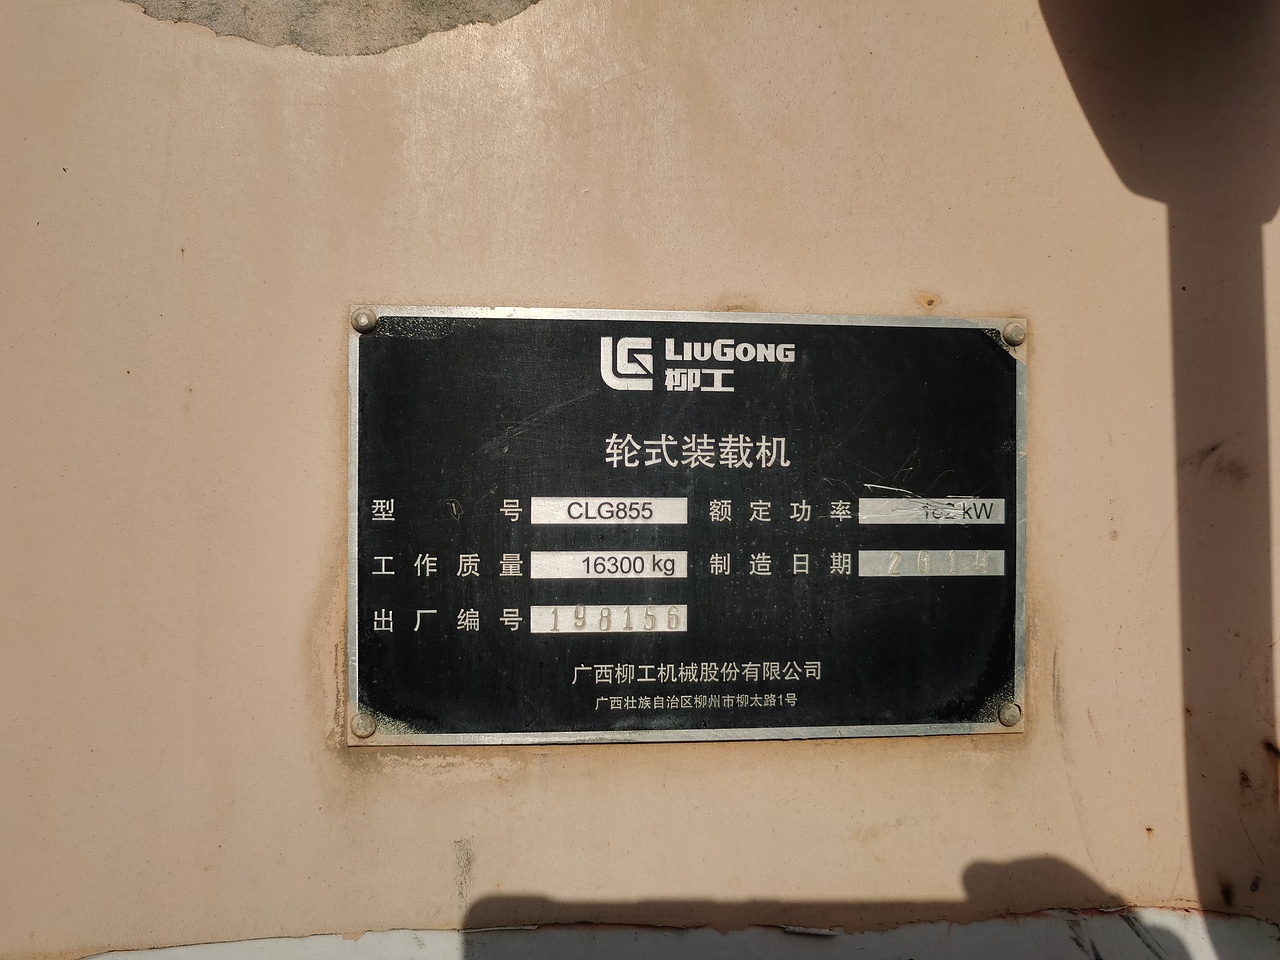 LG LIUGONG
柳工
轮式装载机
型号 CLG855 额定功率 162 kW
工作质量 16300 kg 制造日期
出厂编号 198156
广西柳工机械股份有限公司
广西壮族自治区柳州市柳太路1号